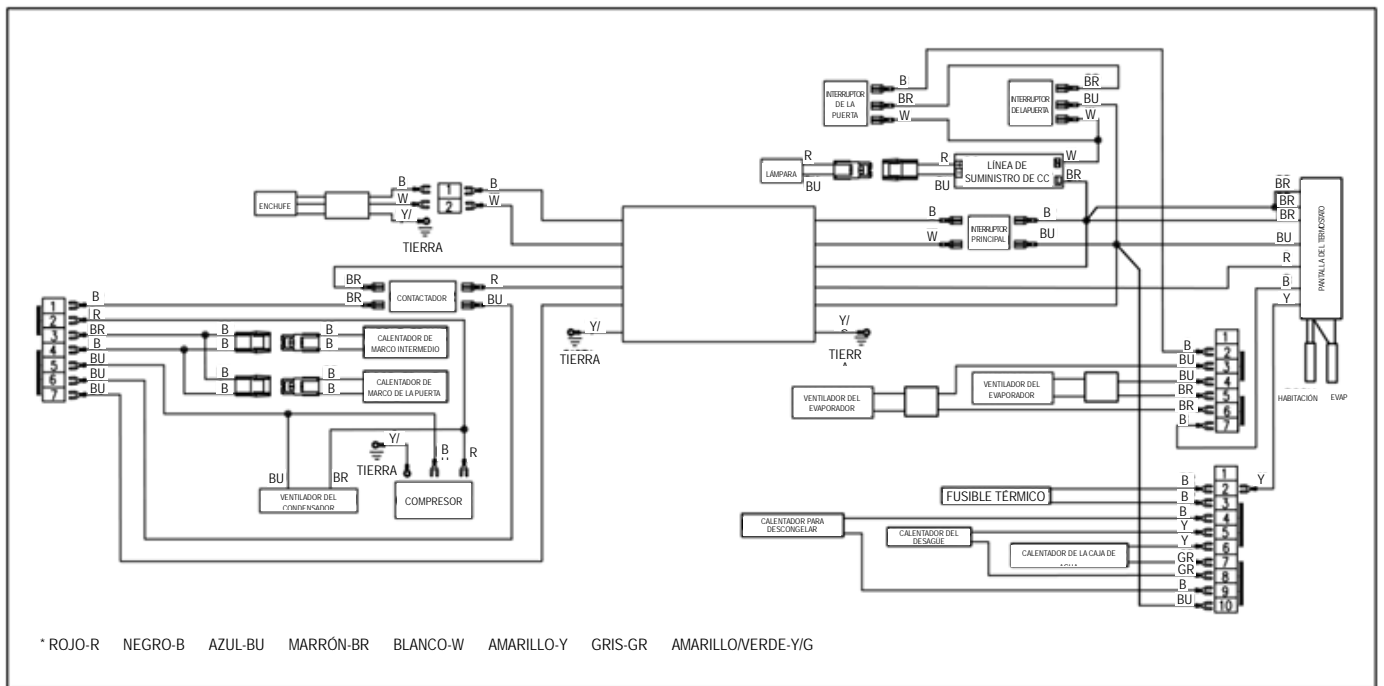 B
BR
W
INTERRUPTOR
DE LA
PUERTA
BR
BU
W
INTERRUPTOR
DE LAPUERTA
LÁMPARA
R
BU
R
BU
LÍNEA DE
SUMINISTRO DE CC
W
BR
ENCHUFE
B
W
Y/
TIERRA
1
2
B
W
B
W
INTERRUPTOR
PRINCIPAL
B
BU
BR
BR
BR
BU
R
B
Y
PANTALLA DEL TERMOSTATO
HABITACIÓN
EVAP
BR
BR
CONTACTADOR
R
BU
1
2
3
4
5
6
7
B
R
BR
B
BU
BU
BU
B
B
B
B
CALENTADOR DE
MARCO INTERMEDIO
B
B
B
B
CALENTADOR DE
MARCO DE LA PUERTA
Y/
TIERRA
Y/
TIERR
A
BU
BR
VENTILADOR DEL
CONDENSADOR
Y/
TIERRA
B
R
COMPRESOR
VENTILADOR DEL
EVAPORADOR
VENTILADOR DEL
EVAPORADOR
B
BU
BU
BR
BR
B
1
2
3
4
5
6
7
FUSIBLE TÉRMICO
CALENTADOR PARA
DESCONGELAR
CALENTADOR DEL
DESAGÜE
CALENTADOR DE LA CAJA DE
B
B
B
Y
Y
GR
GR
B
BU
1
2
3
4
5
6
7
8
9
10
Y
* ROJO-R NEGRO-B AZUL-BU MARRÓN-BR BLANCO-W AMARILLO-Y GRIS-GR AMARILLO/VERDE-Y/G